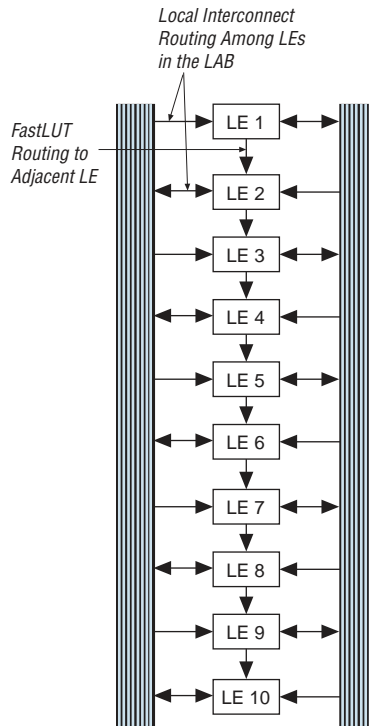 Local Interconnect
Routing Among LEs
in the LAB
FastLUT
Routing to
Adjacent LE
LE 1
LE 2
LE 3
LE 4
LE 5
LE 6
LE 7
LE 8
LE 9
LE 10